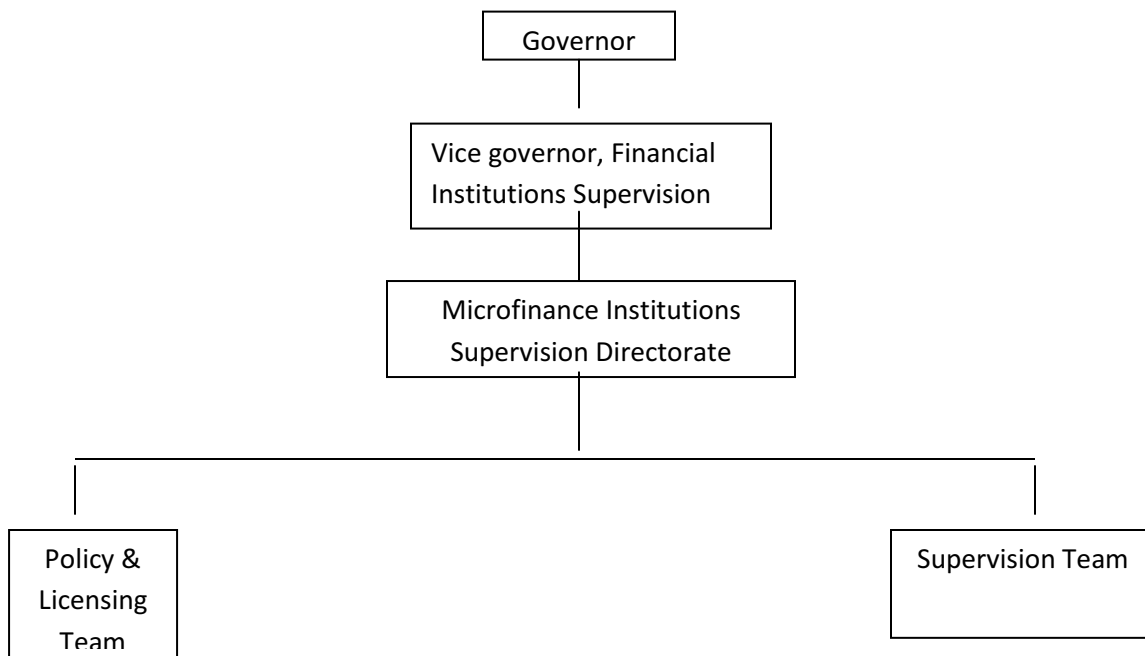 Governor
Vice governor, Financial
Institutions Supervision
Microfinance Institutions
Supervision Directorate
Policy &
Licensing
Team
Supervision Team